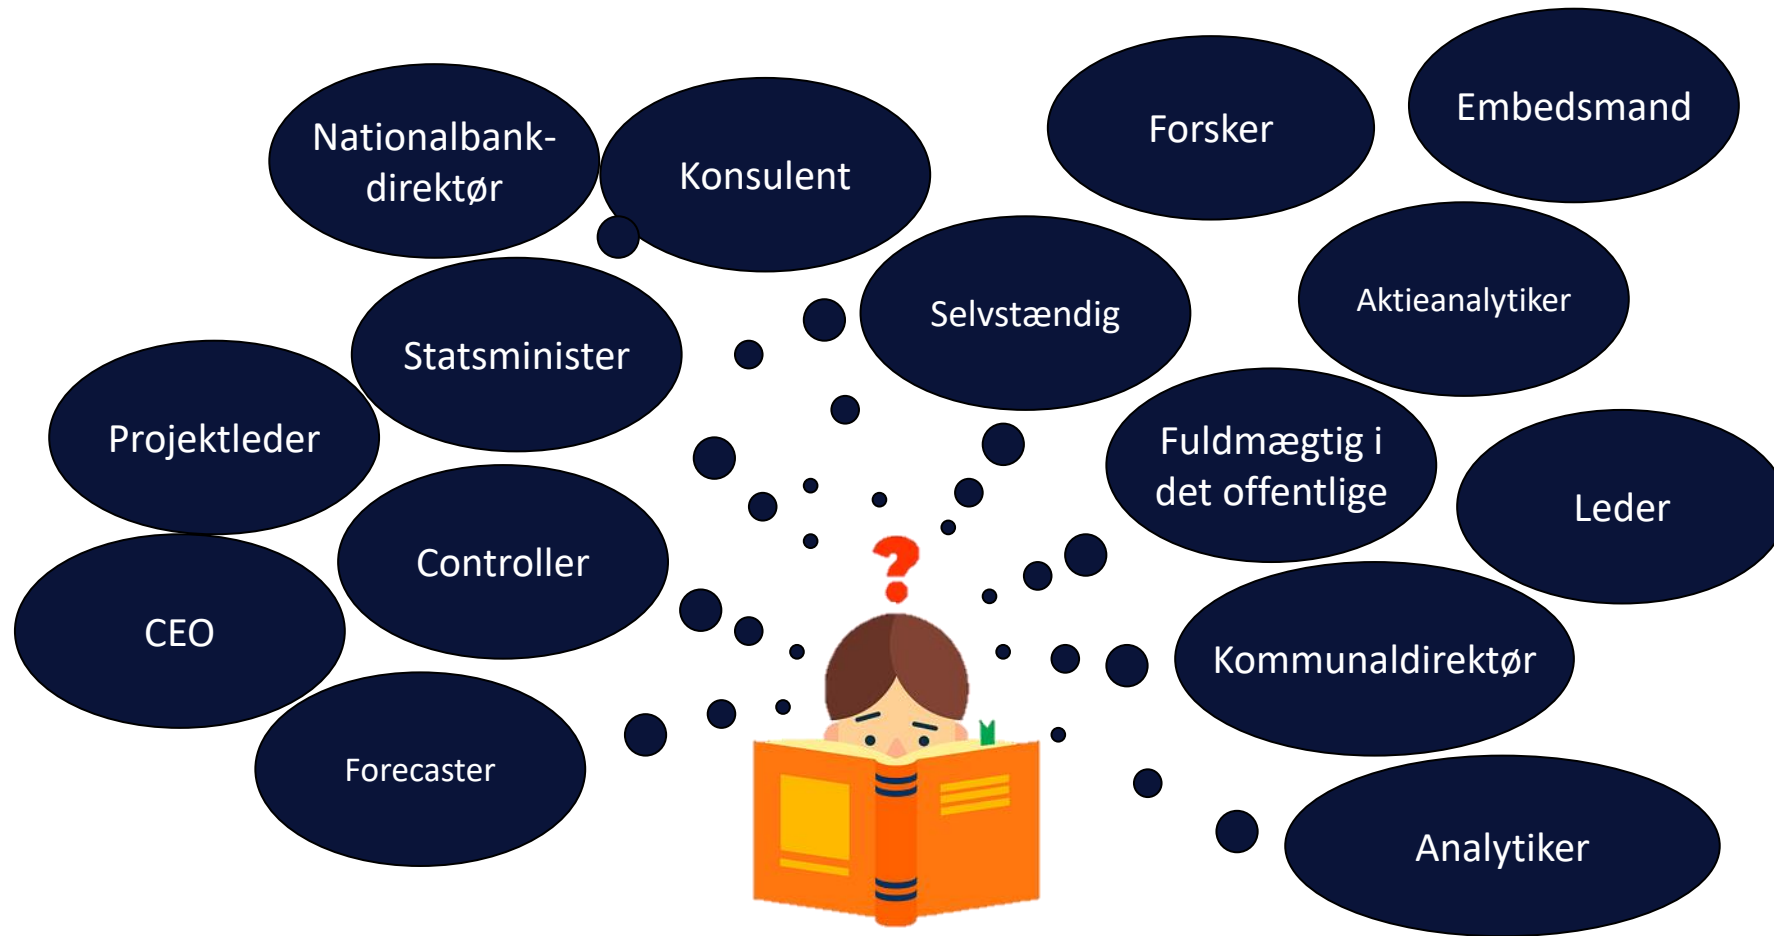 Nationalbank-
direktør
Konsulent
Forsker
Embedsmand
Statsminister
Selvstændig
Aktieanalytiker
Projektleder
Fuldmægtig i
det offentlige
Leder
CEO
Controller
Kommunaldirektør
Forecaster
Analytiker
?